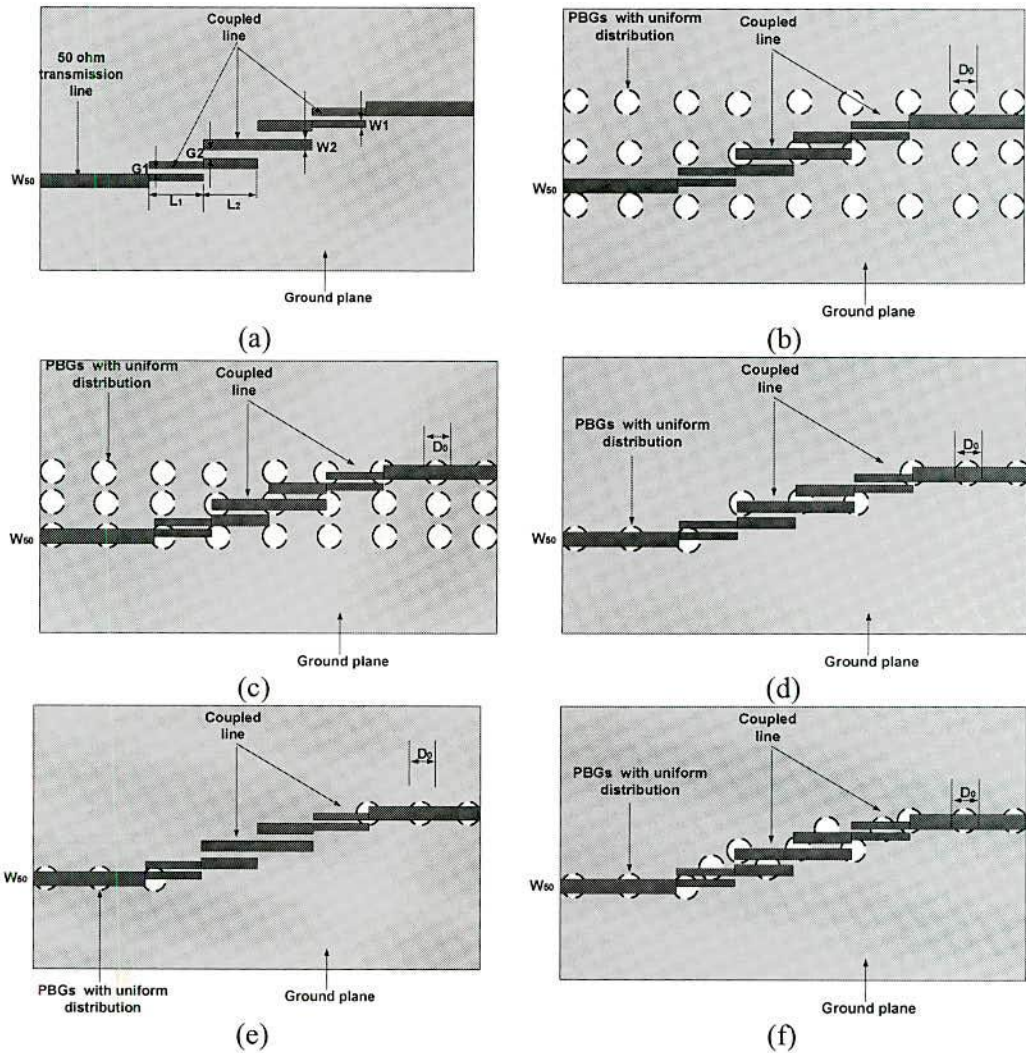 Coupled
line
50 ohm
transmission
line
W1
G2
W2
G1
W50
L1
L2
Ground plane
(a)
PBGs with uniform
distribution
Coupled
line
D0
W50
Ground plane
(b)
PBGs with uniform
distribution
Coupled
line
D0
W50
Ground plane
(c)
Coupled
line
PBGs with uniform
distribution
D0
W50
Ground plane
(d)
Coupled
line
D0
W50
PBGs with uniform
distribution
Ground plane
(e)
Coupled
line
PBGs with uniform
distribution
D0
W50
Ground plane
(f)